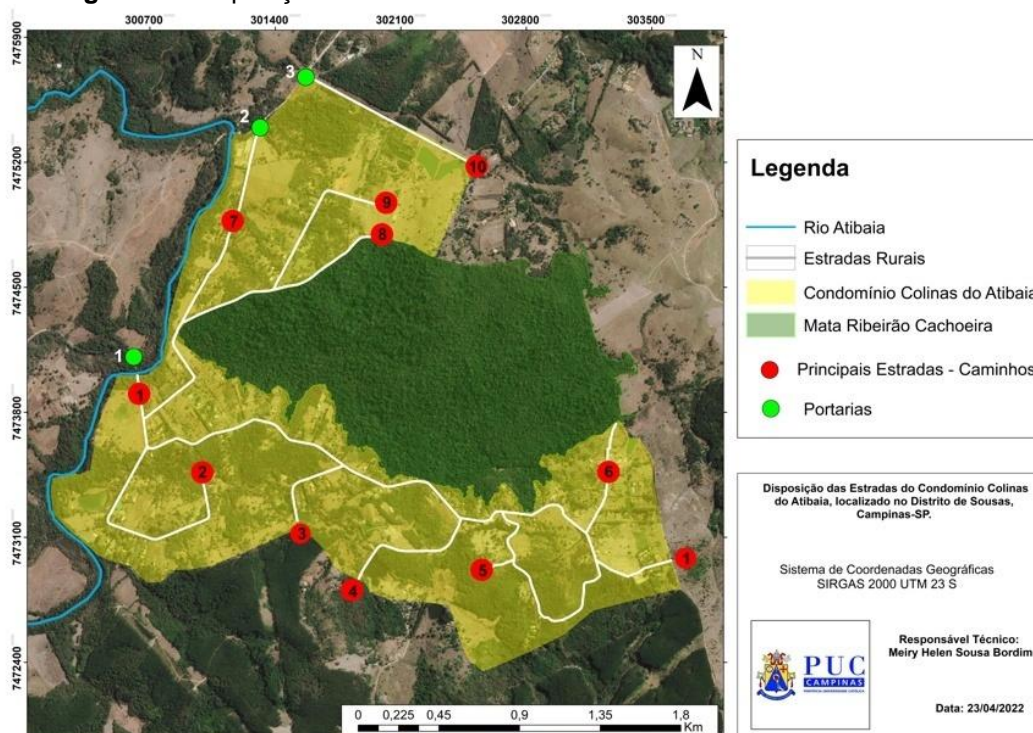 300700 301400 302100 302800 303500
7475900
7475200
7474500
7473800
7473100
7472400
N
3
2
10
9
7
8
1
1
2
6
3
1
5
4
0 0,225 0,45 0,9 1,35 1,8
Km
Legenda
Rio Atibaia
Estradas Rurais
Condomínio Colinas do Atibaia
Mata Ribeirão Cachoeira
Principais Estradas - Caminhos
Portarias
Disposição das Estradas do Condomínio Colinas
do Atibaia, localizado no Distrito de Sousas,
Campinas-SP.
Sistema de Coordenadas Geográficas
SIRGAS 2000 UTM 23 S
PUC
CAMPINAS
PONTIFÍCIA UNIVERSIDADE CATÓLICA
Responsável Técnico:
Meiry Helen Sousa Bordim
Data: 23/04/2022